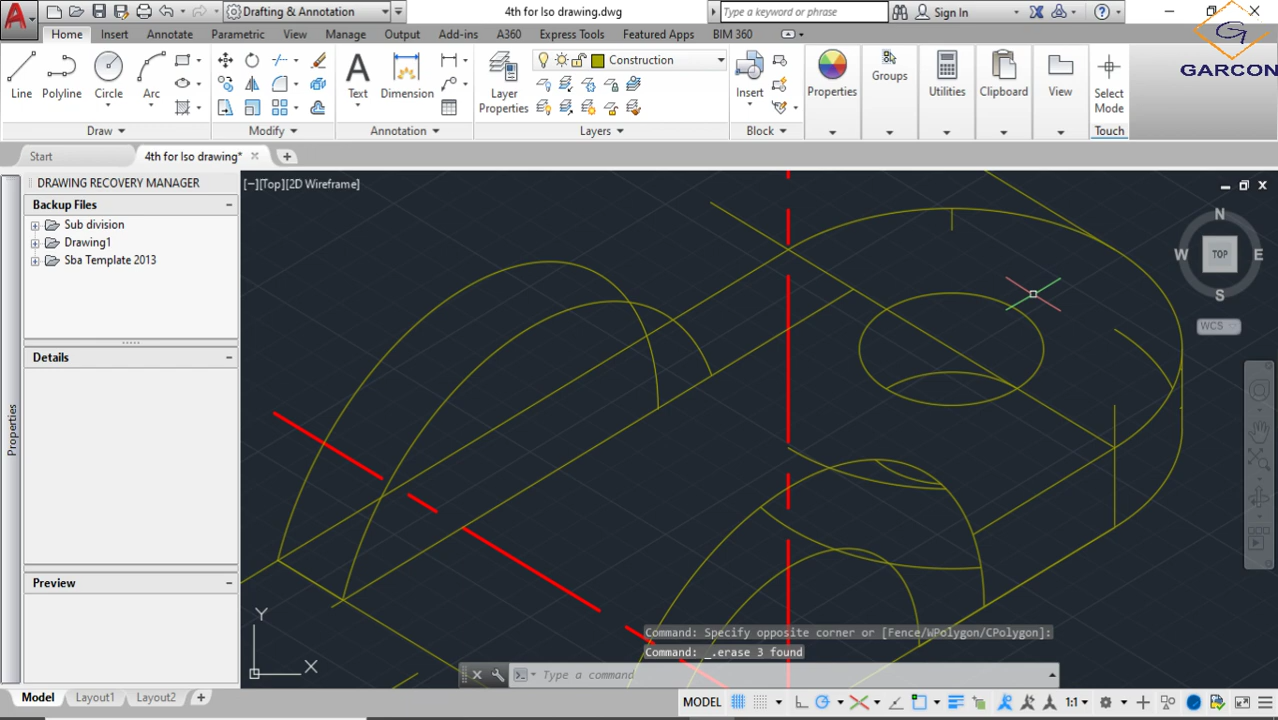 Drafting & Annotation
4th for Iso drawing.dwg
Type a keyword or phrase
Sign In
A
Home
Insert
Annotate
Parametric
View
Manage
Output
Add-ins
A360
Express Tools
Featured Apps
BIM 360
G
GARCON
Line
Polyline
Circle
Arc
Text
Dimension
Layer Properties
Construction
Insert
Properties
Groups
Utilities
Clipboard
View
Select Mode
Draw
Modify
Annotation
Layers
Block
Touch
Start
4th for Iso drawing*
DRAWING RECOVERY MANAGER
Backup Files
Sub division
Drawing1
Sba Template 2013
Details
Preview
Properties
[−][Top][2D Wireframe]
N
W
TOP
E
S
WCS
Y
X
Command: Specify opposite corner or [Fence/WPolygon/CPolygon]:
Command: _.erase 3 found
Type a command
Model
Layout1
Layout2
MODEL
1:1